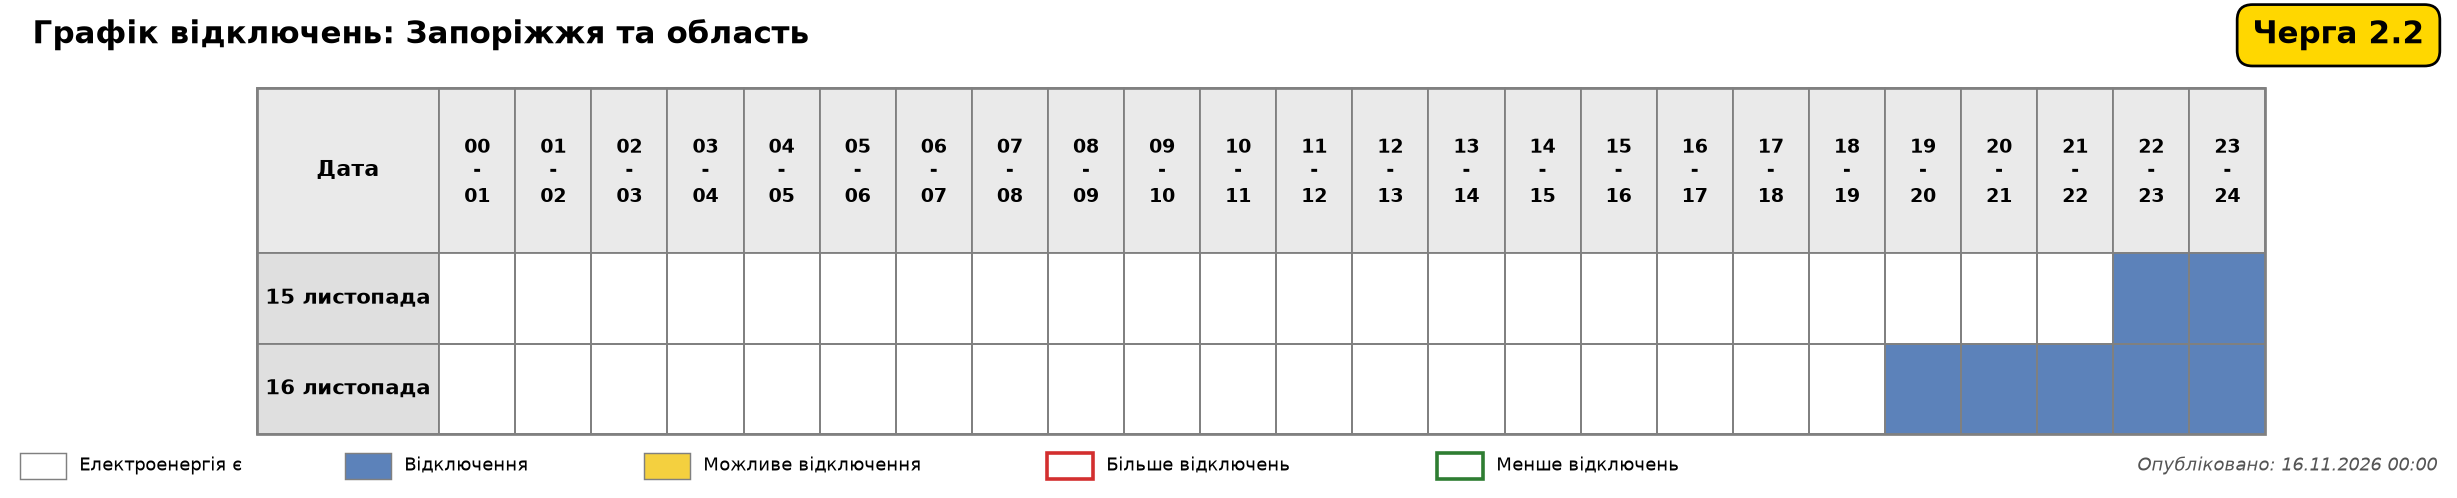 Графік відключень: Запоріжжя та область
Черга 2.2
Дата 00 - 01 01 - 02 02 - 03 03 - 04 04 - 05 05 - 06 06 - 07 07 - 08 08 - 09 09 - 10 10 - 11 11 - 12 12 - 13 13 - 14 14 - 15 15 - 16 16 - 17 17 - 18 18 - 19 19 - 20 20 - 21 21 - 22 22 - 23 23 - 24
15 листопада
16 листопада
Електроенергія є Відключення Можливе відключення Більше відключень Менше відключень
Опубліковано: 16.11.2026 00:00